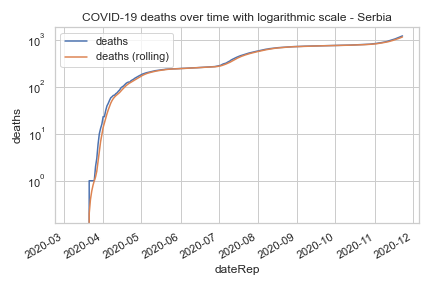 COVID-19 deaths over time with logarithmic scale - Serbia
deaths
deaths (rolling)
10³
10²
10¹
10⁰
deaths
2020-03
2020-04
2020-05
2020-06
2020-07
2020-08
2020-09
2020-10
2020-11
2020-12
dateRep